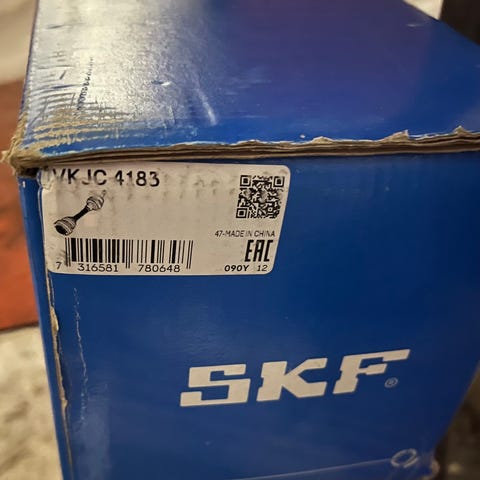 VKJC 4183
47-MADE IN CHINA
EAC
7 316581 780648
090Y 12
SKF®